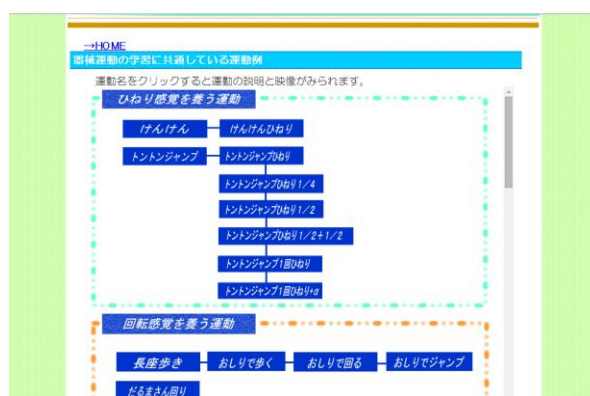 →HOME
器械運動の学習に共通している運動例
運動名をクリックすると運動の説明と映像がみられます。
ひねり感覚を養う運動
けんけん けんけんひねり
トントンジャンプ トントンジャンプひねり
トントンジャンプひねり1/4
トントンジャンプひねり1/2
トントンジャンプひねり1/2+1/2
トントンジャンプ1回ひねり
トントンジャンプ1回ひねり+α
回転感覚を養う運動
長座歩き おしりで歩く おしりで回る おしりでジャンプ
だるまさん回り